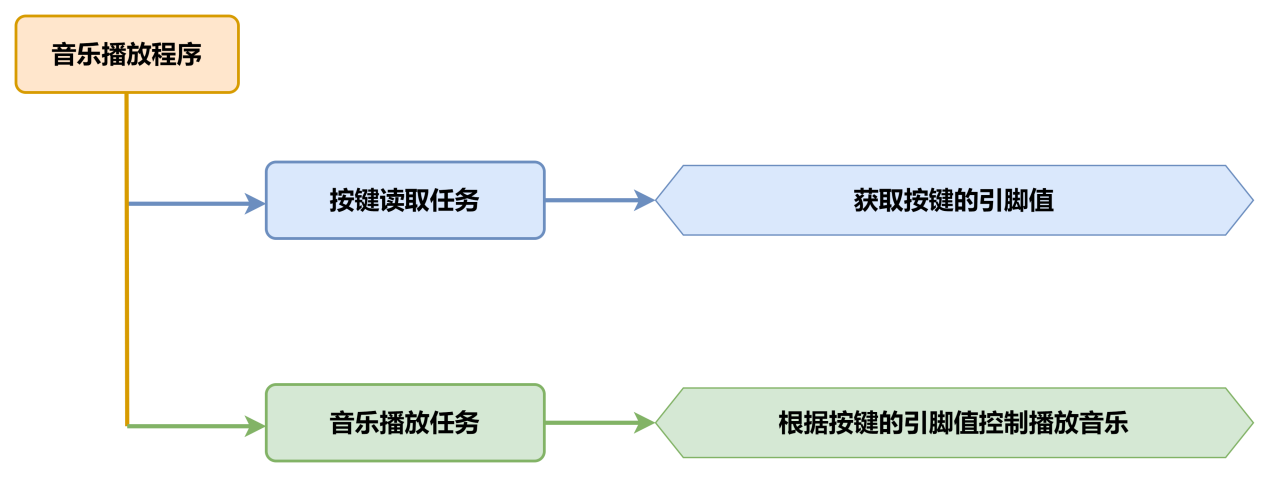 音乐播放程序
按键读取任务
获取按键的引脚值
音乐播放任务
根据按键的引脚值控制播放音乐